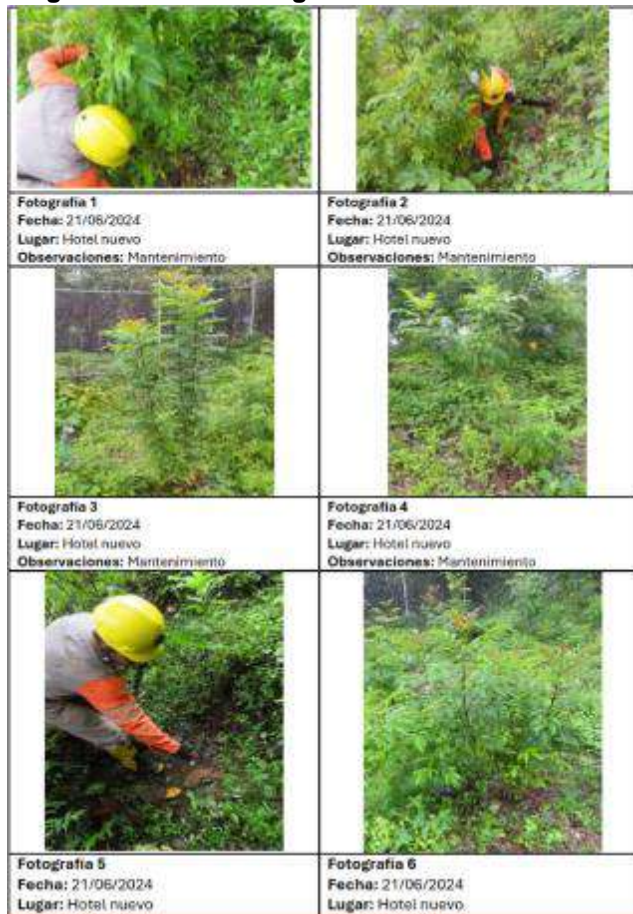 Fotografía 1
Fecha: 21/06/2024
Lugar: Hotel nuevo
Observaciones: Mantenimiento
Fotografía 2
Fecha: 21/06/2024
Lugar: Hotel nuevo
Observaciones: Mantenimiento
Fotografía 3
Fecha: 21/06/2024
Lugar: Hotel nuevo
Observaciones: Mantenimiento
Fotografía 4
Fecha: 21/06/2024
Lugar: Hotel nuevo
Observaciones: Mantenimiento
Fotografía 5
Fecha: 21/06/2024
Lugar: Hotel nuevo
Fotografía 6
Fecha: 21/06/2024
Lugar: Hotel nuevo